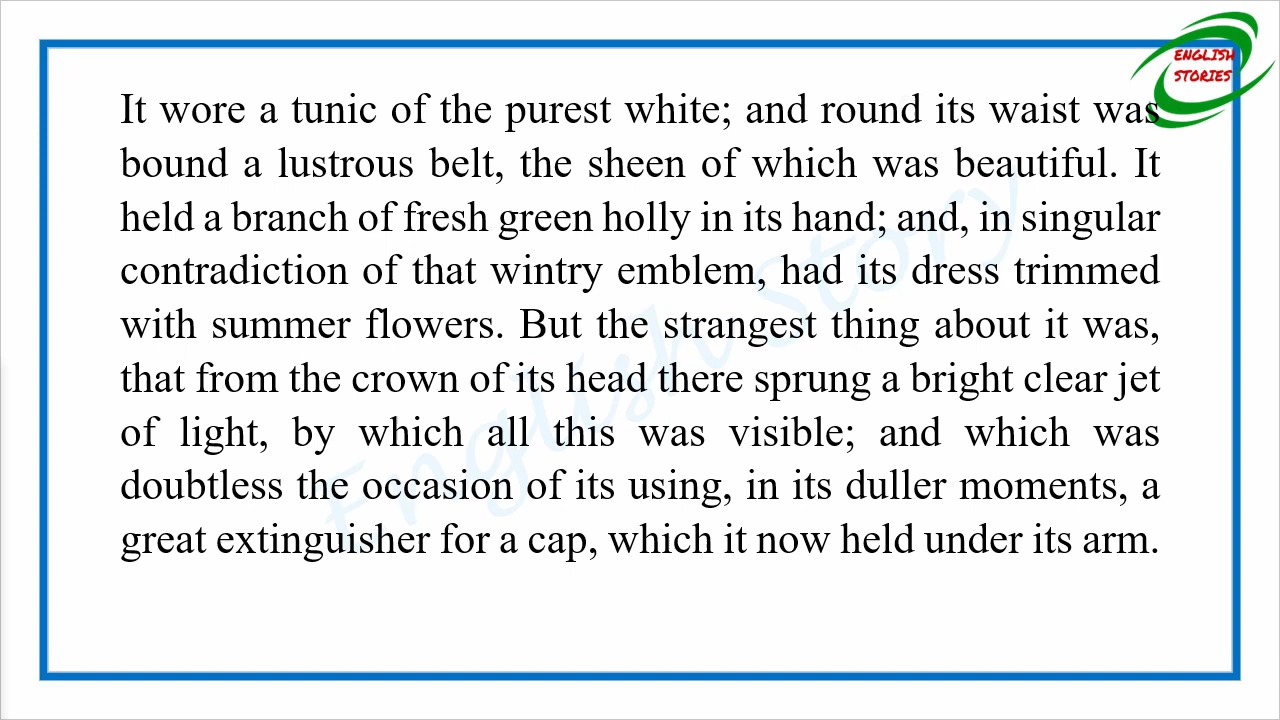 ENGLISH
STORIES
It wore a tunic of the purest white; and round its waist was
bound a lustrous belt, the sheen of which was beautiful. It
held a branch of fresh green holly in its hand; and, in singular
contradiction of that wintry emblem, had its dress trimmed
with summer flowers. But the strangest thing about it was,
that from the crown of its head there sprung a bright clear jet
of light, by which all this was visible; and which was
doubtless the occasion of its using, in its duller moments, a
great extinguisher for a cap, which it now held under its arm.
English Story